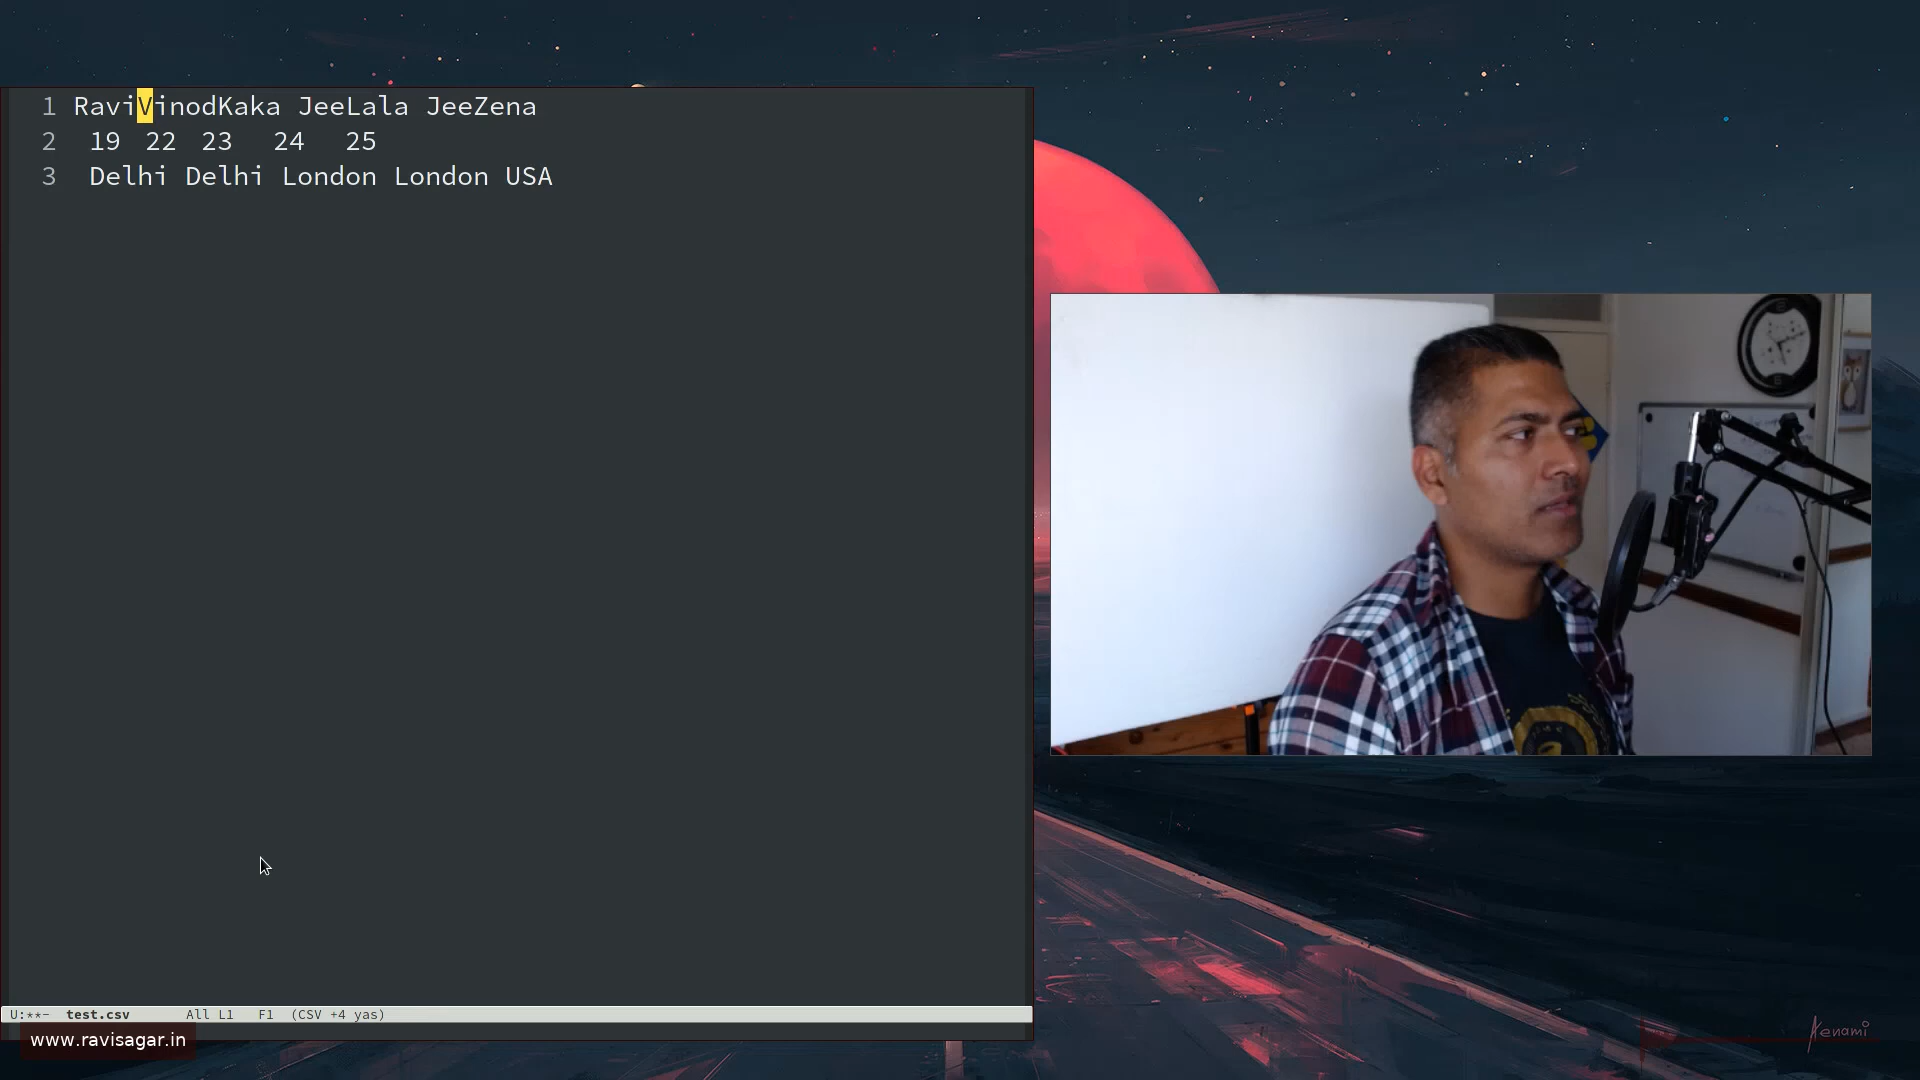 1 RaviVinodKaka JeeLala JeeZena
2 19 22 23 24 25
3 Delhi Delhi London London USA
U:**- test.csv All L1 F1 (CSV +4 yas)
www.ravisagar.in
Kenami